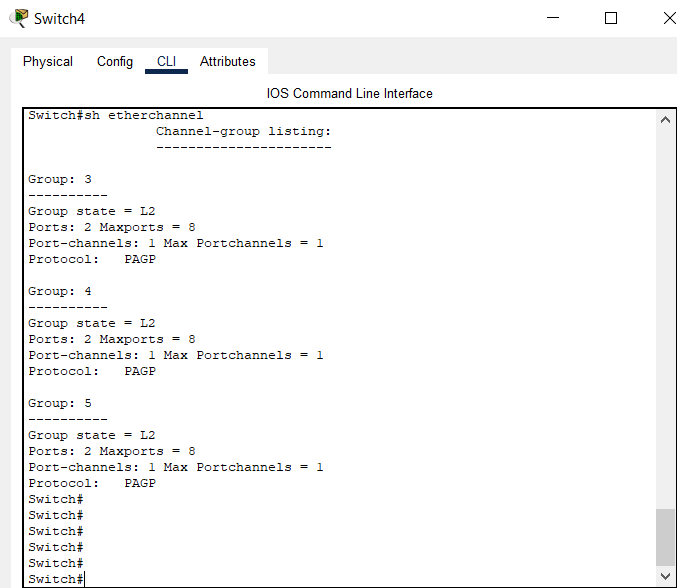 Switch4
Physical Config CLI Attributes
IOS Command Line Interface
Switch#sh etherchannel
Channel-group listing:
----------------------
Group: 3
----------
Group state = L2
Ports: 2 Maxports = 8
Port-channels: 1 Max Portchannels = 1
Protocol: PAGP
Group: 4
----------
Group state = L2
Ports: 2 Maxports = 8
Port-channels: 1 Max Portchannels = 1
Protocol: PAGP
Group: 5
----------
Group state = L2
Ports: 2 Maxports = 8
Port-channels: 1 Max Portchannels = 1
Protocol: PAGP
Switch#
Switch#
Switch#
Switch#
Switch#
Switch#